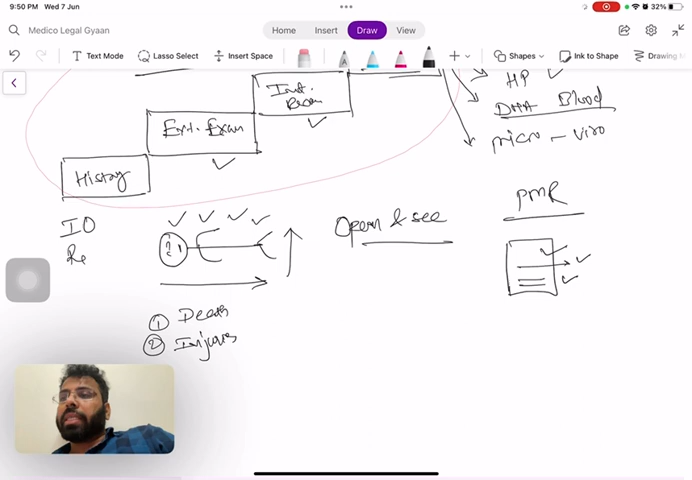 9:50 PM Wed 7 Jun
32%
Medico Legal Gyaan
Home Insert Draw View
Text Mode Lasso Select Insert Space Shapes Ink to Shape Drawing
HP
Int. Exam
DNA Blood
Ext. Exam
micro - viro
History
PMR
IO
Open & see
Re
① Death
② Injuries